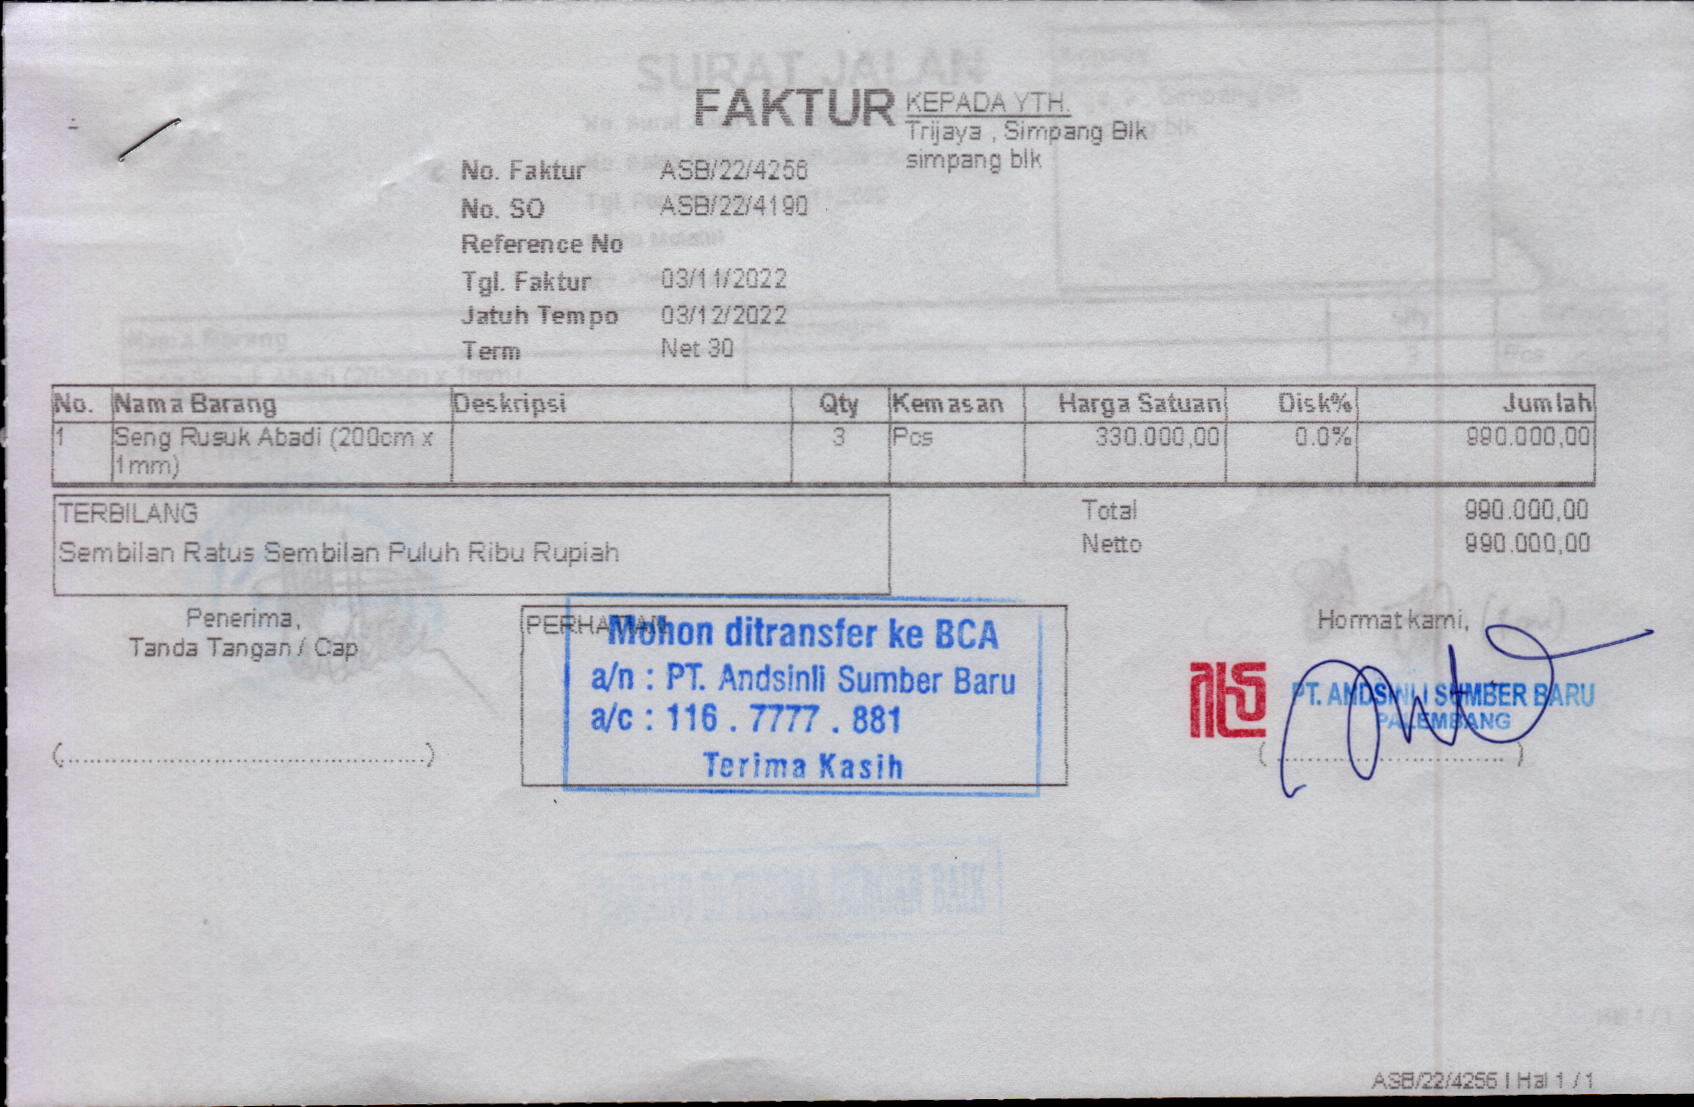 FAKTUR
KEPADA YTH.
Trijaya , Simpang Blk
simpang blk
No. Faktur ASB/22/4256
No. SO ASB/22/4190
Reference No
Tgl. Faktur 03/11/2022
Jatuh Tempo 03/12/2022
Term Net 30
No. Nama Barang Deskripsi Qty Kemasan Harga Satuan Disk% Jumlah
1 Seng Rusuk Abadi (200cm x 3 Pcs 330.000,00 0.0% 990.000,00
1mm)
TERBILANG
Sembilan Ratus Sembilan Puluh Ribu Rupiah
Total 990.000,00
Netto 990.000,00
Penerima,
Tanda Tangan / Cap
(..............................................)
PERHATIAN
Mohon ditransfer ke BCA
a/n : PT. Andsinli Sumber Baru
a/c : 116 . 7777 . 881
Terima Kasih
Hormat kami,
PT. ANDSINLI SUMBER BARU
PALEMBANG
(..............................)
SURAT JALAN
ASB/22/4256 | Hal 1 / 1